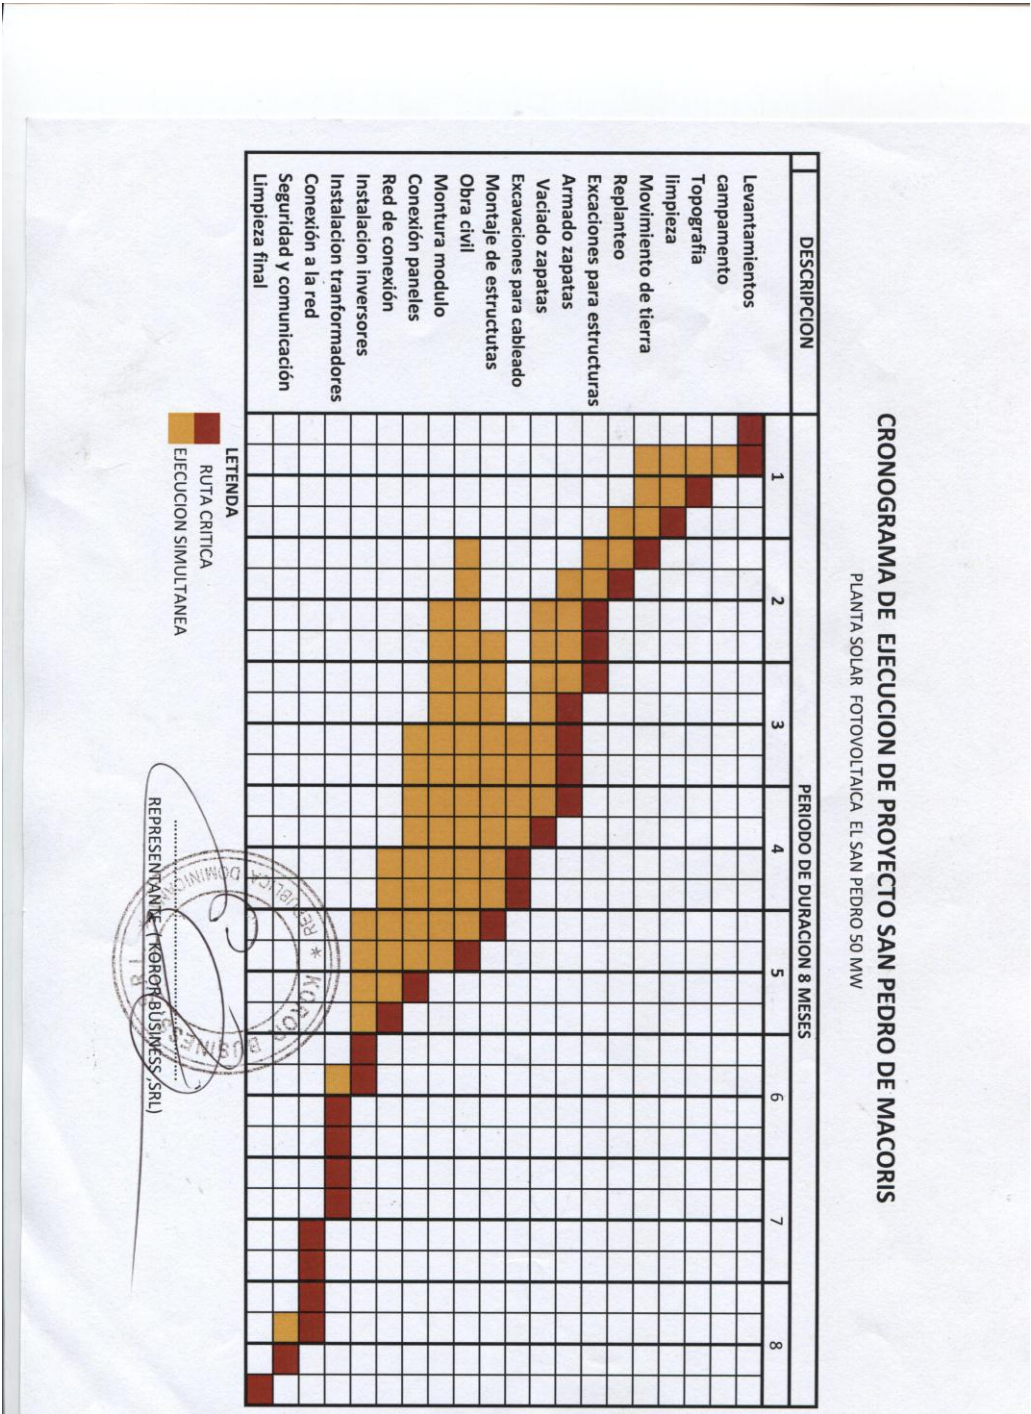 CRONOGRAMA DE EJECUCION DE PROYECTO SAN PEDRO DE MACORIS
PLANTA SOLAR FOTOVOLTAICA EL SAN PEDRO 50 MW
DESCRIPCION
PERIODO DE DURACION 8 MESES
1 2 3 4 5 6 7 8
Levantamientos
campamento
Topografia
limpieza
Movimiento de tierra
Replanteo
Excaciones para estructuras
Armado zapatas
Vaciado zapatas
Excavaciones para cableado
Montaje de estructutas
Obra civil
Montura modulo
Conexión paneles
Red de conexión
Instalacion inversores
Instalacion tranformadores
Conexión a la red
Seguridad y comunicación
Limpieza final
LETENDA
RUTA CRITICA
EJECUCION SIMULTANEA
REPRESENTANTE ( KOROR BUSINESS ,SRL)
* KOROR BUSINESS S R L * REPUBLICA DOMINICANA